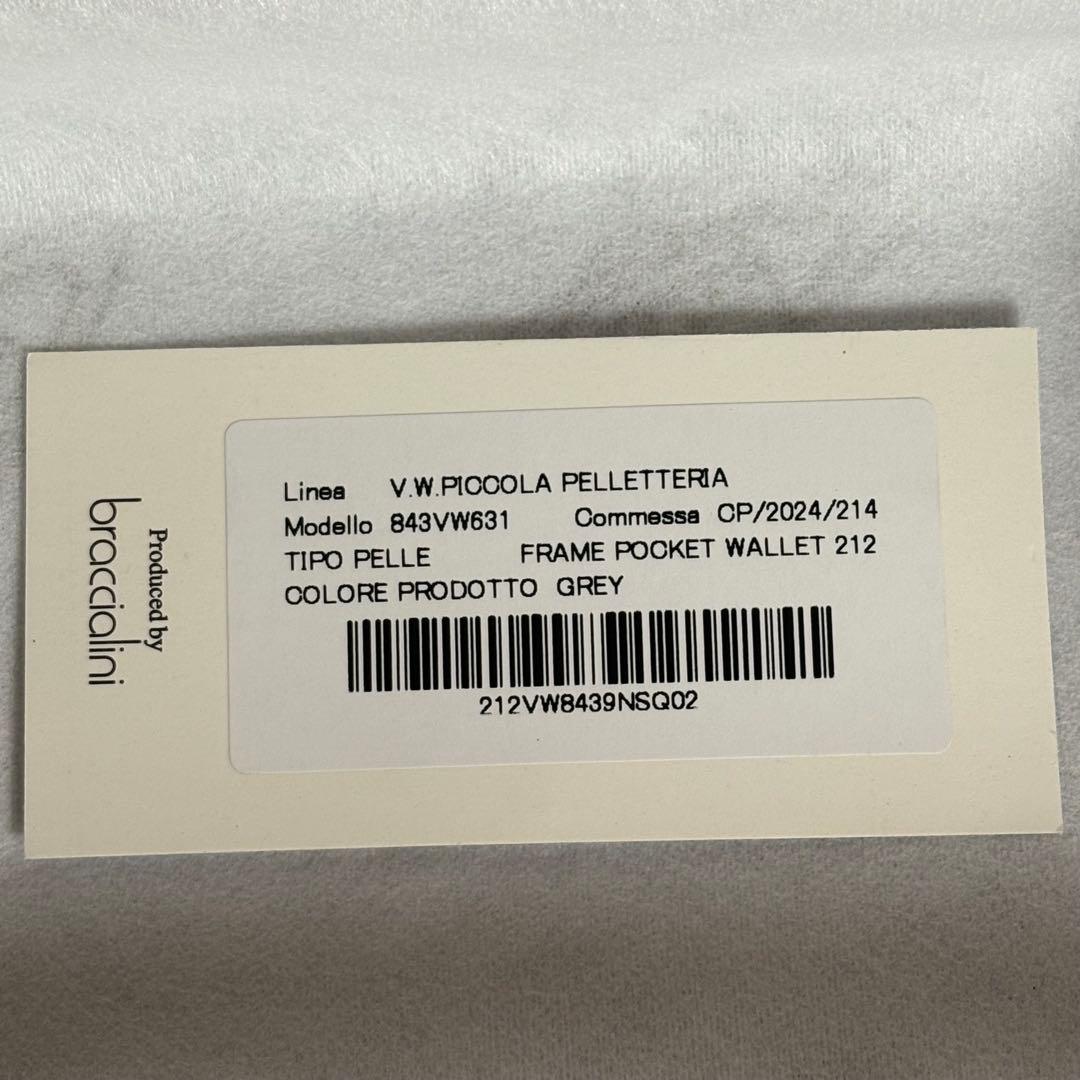 Produced by
braccialini
Linea V.W.PICCOLA PELLETTERIA
Modello 843VW631 Commessa CP/2024/214
TIPO PELLE FRAME POCKET WALLET 212
COLORE PRODOTTO GREY
212VW8439NSQ02